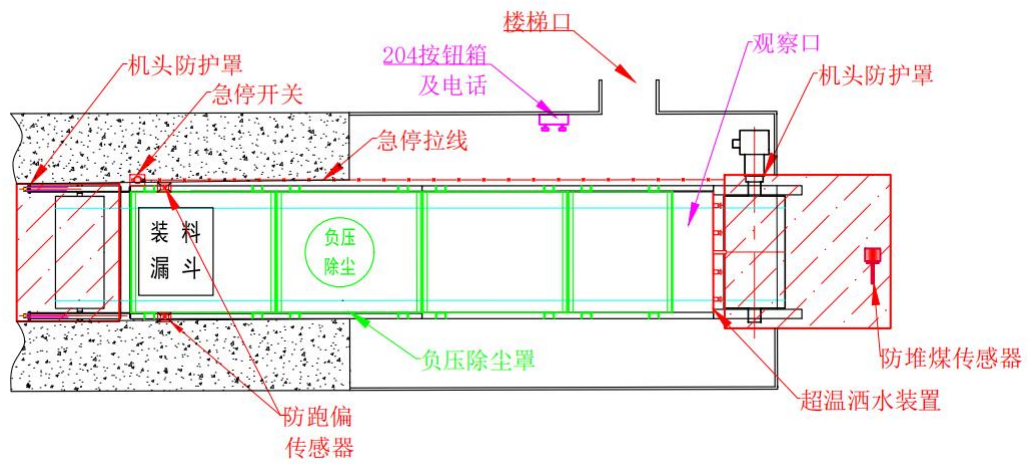 楼梯口
204按钮箱
及电话
观察口
机头防护罩
机头防护罩
急停开关
急停拉线
装 料
漏 斗
负压
除尘
负压除尘罩
防堆煤传感器
超温洒水装置
防跑偏
传感器